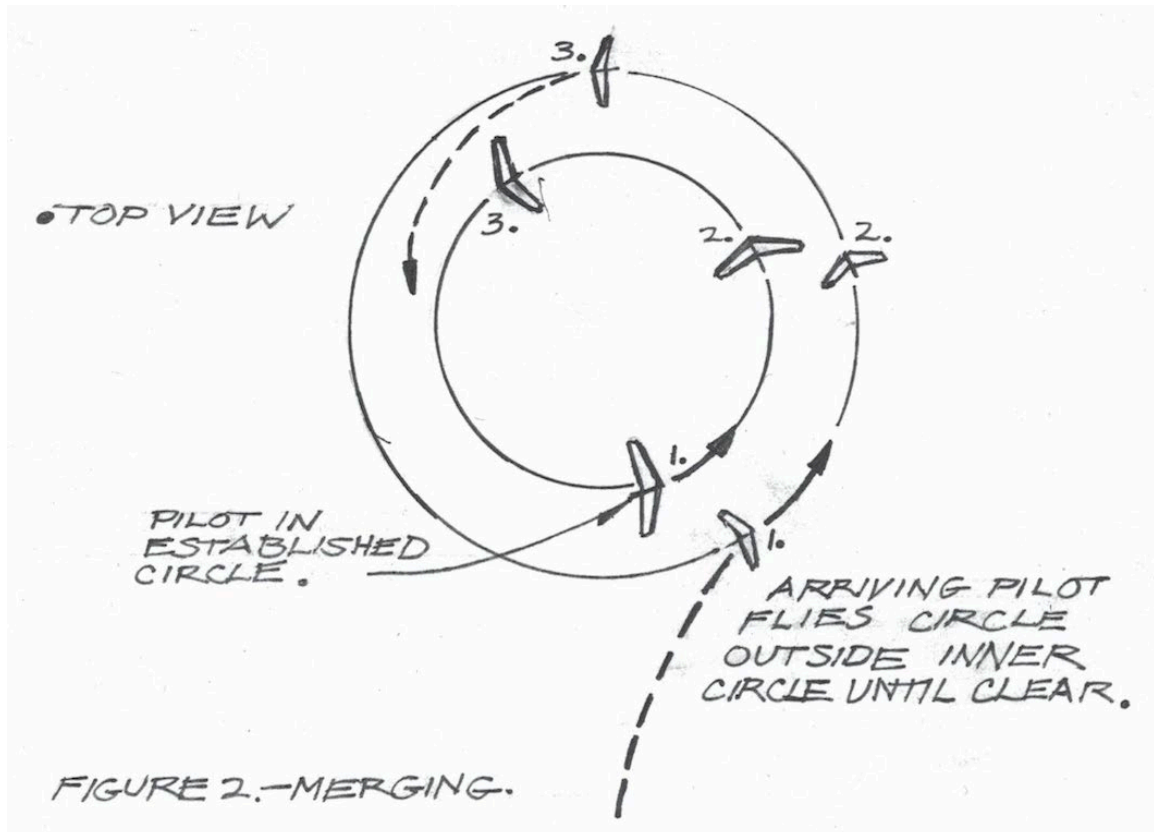 3.
•TOP VIEW
3.
2.
2.
1.
PILOT IN
ESTABLISHED
CIRCLE.
1.
ARRIVING PILOT
FLIES CIRCLE
OUTSIDE INNER
CIRCLE UNTIL CLEAR.
FIGURE 2.-MERGING.